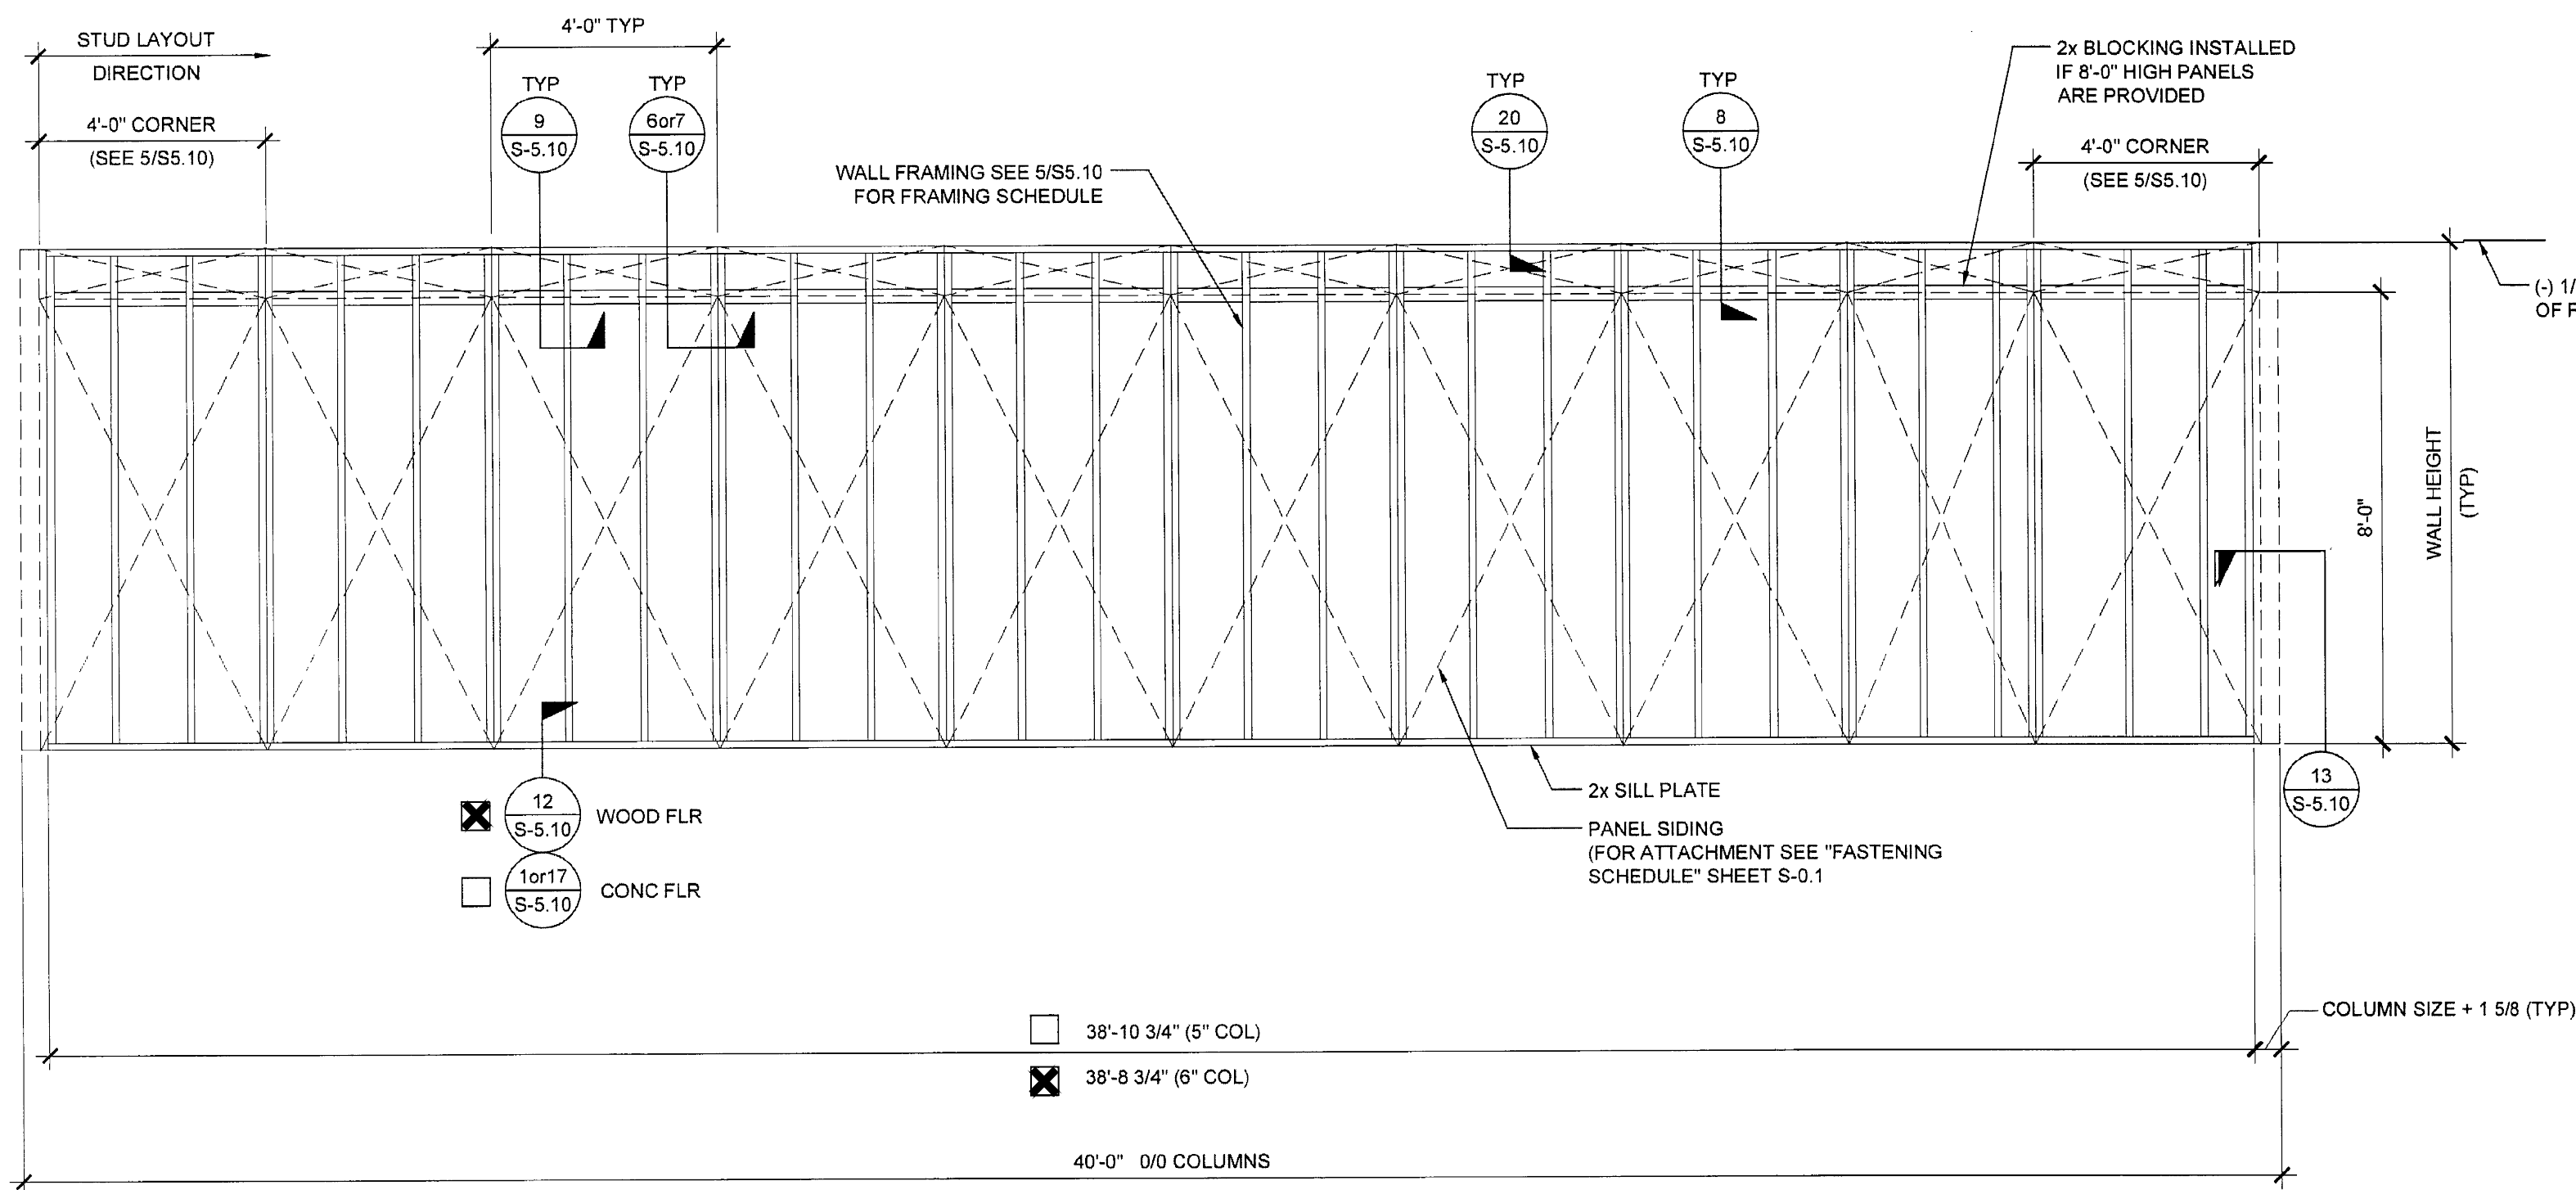 STUD LAYOUT
DIRECTION
4'-0" CORNER
(SEE 5/S5.10)
4'-0" TYP
TYP
9
S-5.10
TYP
6or7
S-5.10
WALL FRAMING SEE 5/S5.10
FOR FRAMING SCHEDULE
TYP
20
S-5.10
TYP
8
S-5.10
2x BLOCKING INSTALLED
IF 8'-0" HIGH PANELS
ARE PROVIDED
4'-0" CORNER
(SEE 5/S5.10)
(-) 1/
OF
8'-0"
WALL HEIGHT
(TYP)
12
S-5.10
WOOD FLR
1or17
S-5.10
CONC FLR
2x SILL PLATE
PANEL SIDING
(FOR ATTACHMENT SEE "FASTENING
SCHEDULE" SHEET S-0.1
13
S-5.10
COLUMN SIZE + 1 5/8 (TYP)
38'-10 3/4" (5" COL)
38'-8 3/4" (6" COL)
40'-0" 0/0 COLUMNS